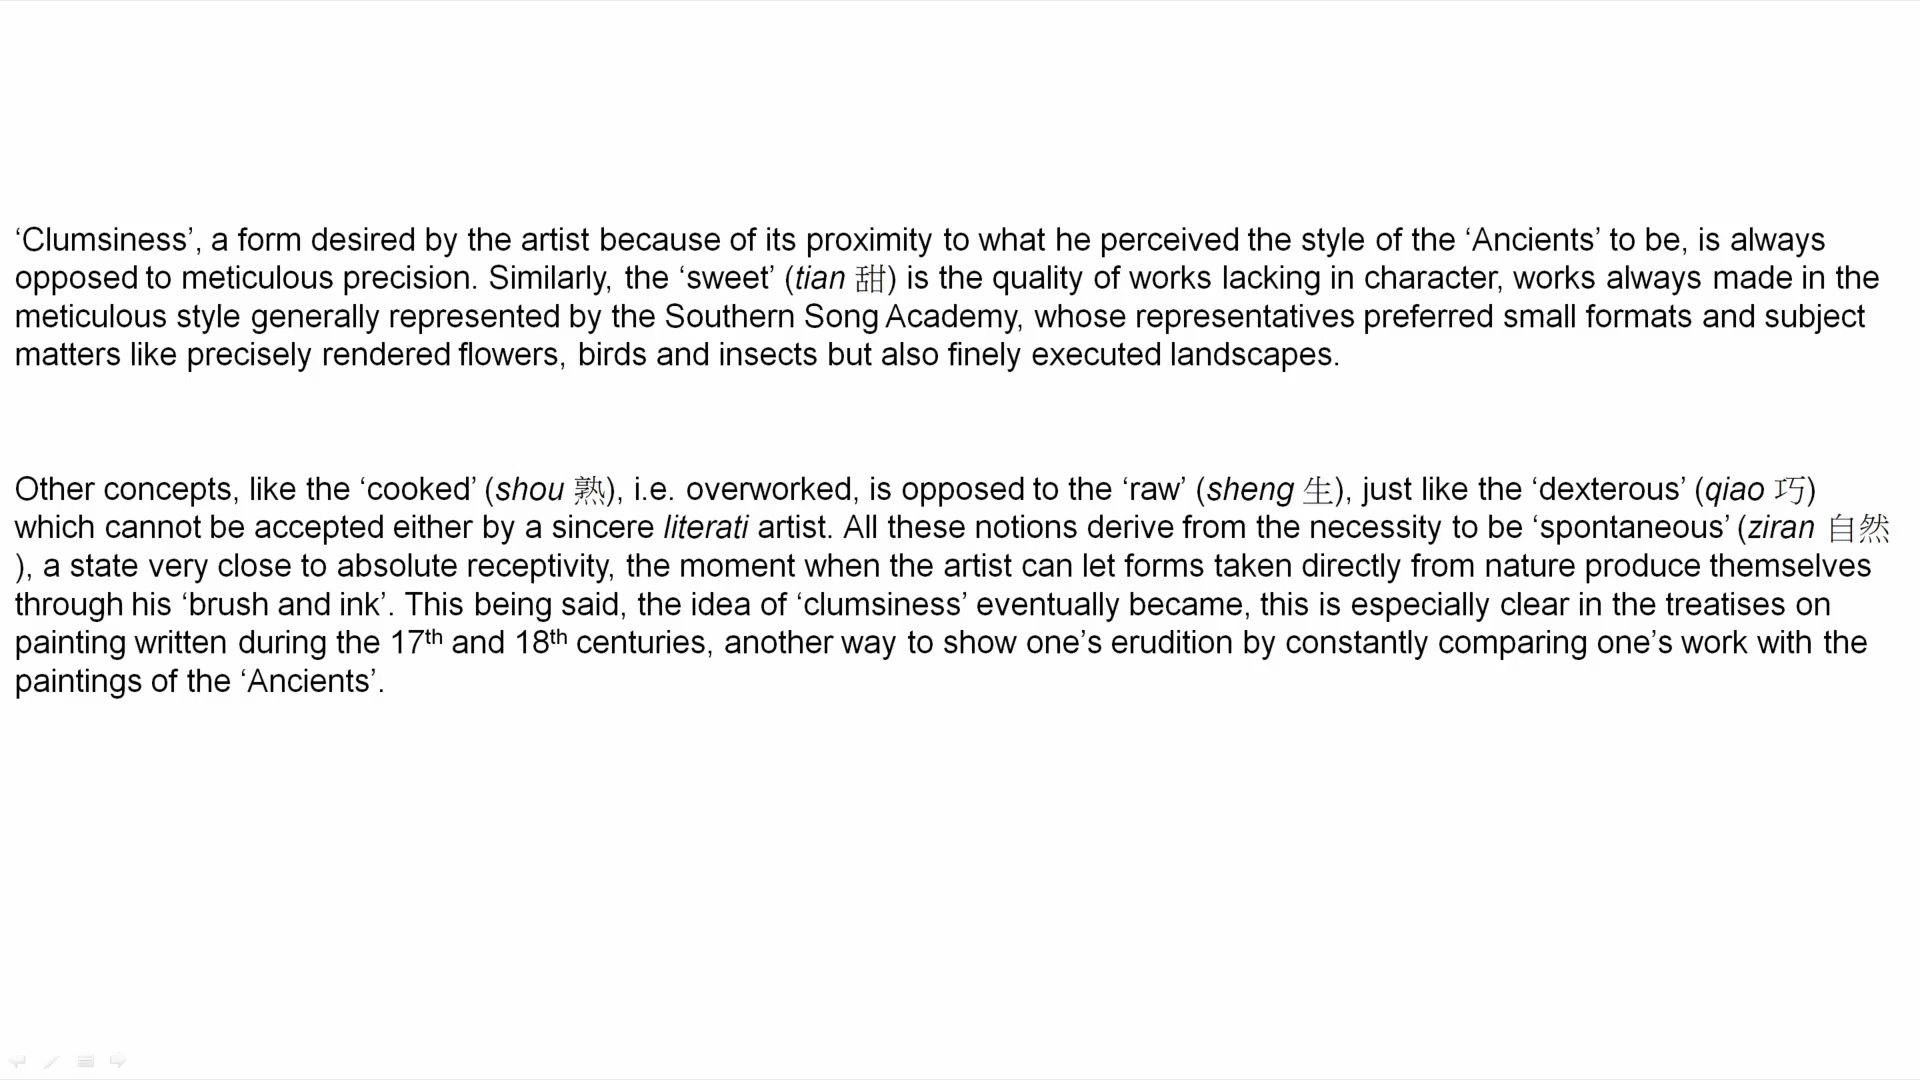 ‘Clumsiness’, a form desired by the artist because of its proximity to what he perceived the style of the ‘Ancients’ to be, is always
opposed to meticulous precision. Similarly, the ‘sweet’ (tian 甜) is the quality of works lacking in character, works always made in the
meticulous style generally represented by the Southern Song Academy, whose representatives preferred small formats and subject
matters like precisely rendered flowers, birds and insects but also finely executed landscapes.
Other concepts, like the ‘cooked’ (shou 熟), i.e. overworked, is opposed to the ‘raw’ (sheng 生), just like the ‘dexterous’ (qiao 巧)
which cannot be accepted either by a sincere literati artist. All these notions derive from the necessity to be ‘spontaneous’ (ziran 自然
), a state very close to absolute receptivity, the moment when the artist can let forms taken directly from nature produce themselves
through his ‘brush and ink’. This being said, the idea of ‘clumsiness’ eventually became, this is especially clear in the treatises on
painting written during the 17th and 18th centuries, another way to show one’s erudition by constantly comparing one’s work with the
paintings of the ‘Ancients’.